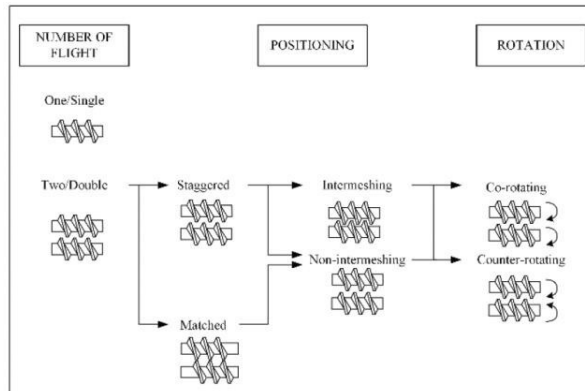 NUMBER OF
FLIGHT
POSITIONING
ROTATION
One/Single
Two/Double
Staggered
Intermeshing
Co-rotating
Non-intermeshing
Counter-rotating
Matched